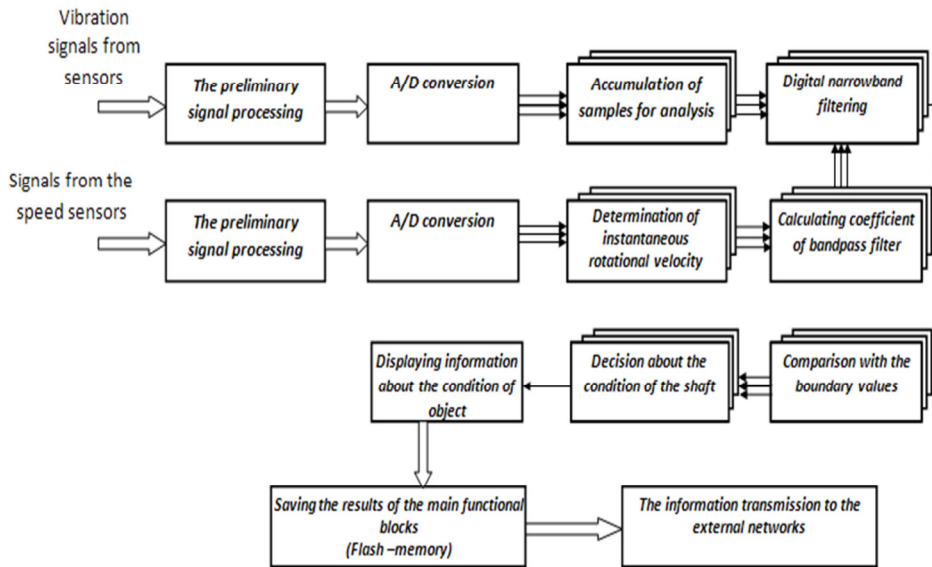 Vibration
signals from
sensors
The preliminary
signal processing
A/D conversion
Accumulation of
samples for analysis
Digital narrowband
filtering
Signals from the
speed sensors
The preliminary
signal processing
A/D conversion
Determination of
instantaneous
rotational velocity
Calculating coefficient
of bandpass filter
Displaying information
about the condition of
object
Decision about the
condition of the shaft
Comparison with the
boundary values
Saving the results of the main functional
blocks
(Flash –memory)
The information transmission to the
external networks